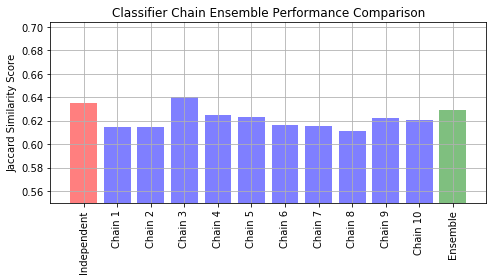 Classifier Chain Ensemble Performance Comparison
Jaccard Similarity Score
0.70
0.68
0.66
0.64
0.62
0.60
0.58
0.56
Independent
Chain 1
Chain 2
Chain 3
Chain 4
Chain 5
Chain 6
Chain 7
Chain 8
Chain 9
Chain 10
Ensemble